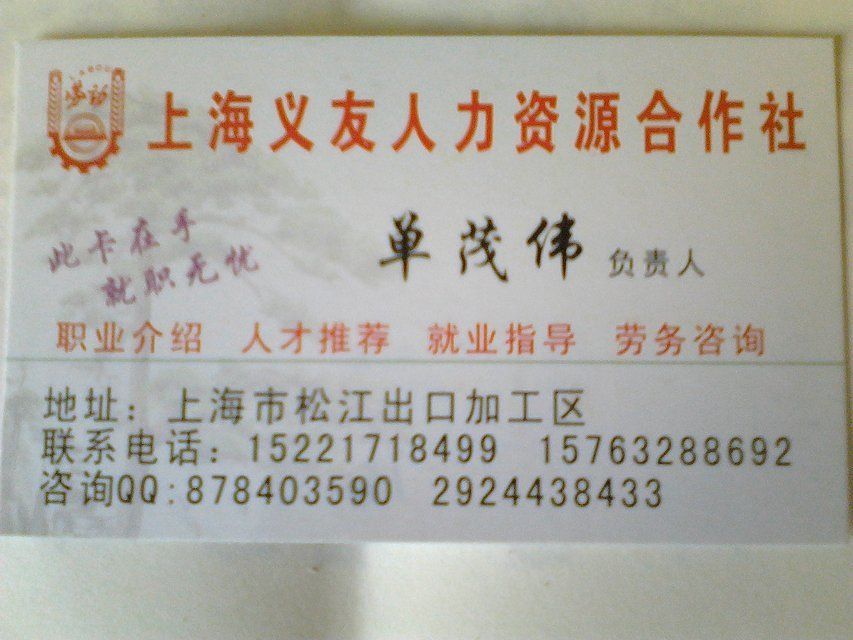 劳动
上海义友人力资源合作社
此卡在手
就职无忧
单茂伟 负责人
职业介绍 人才推荐 就业指导 劳务咨询
地址：上海市松江出口加工区
联系电话：15221718499 15763288692
咨询QQ:878403590 2924438433